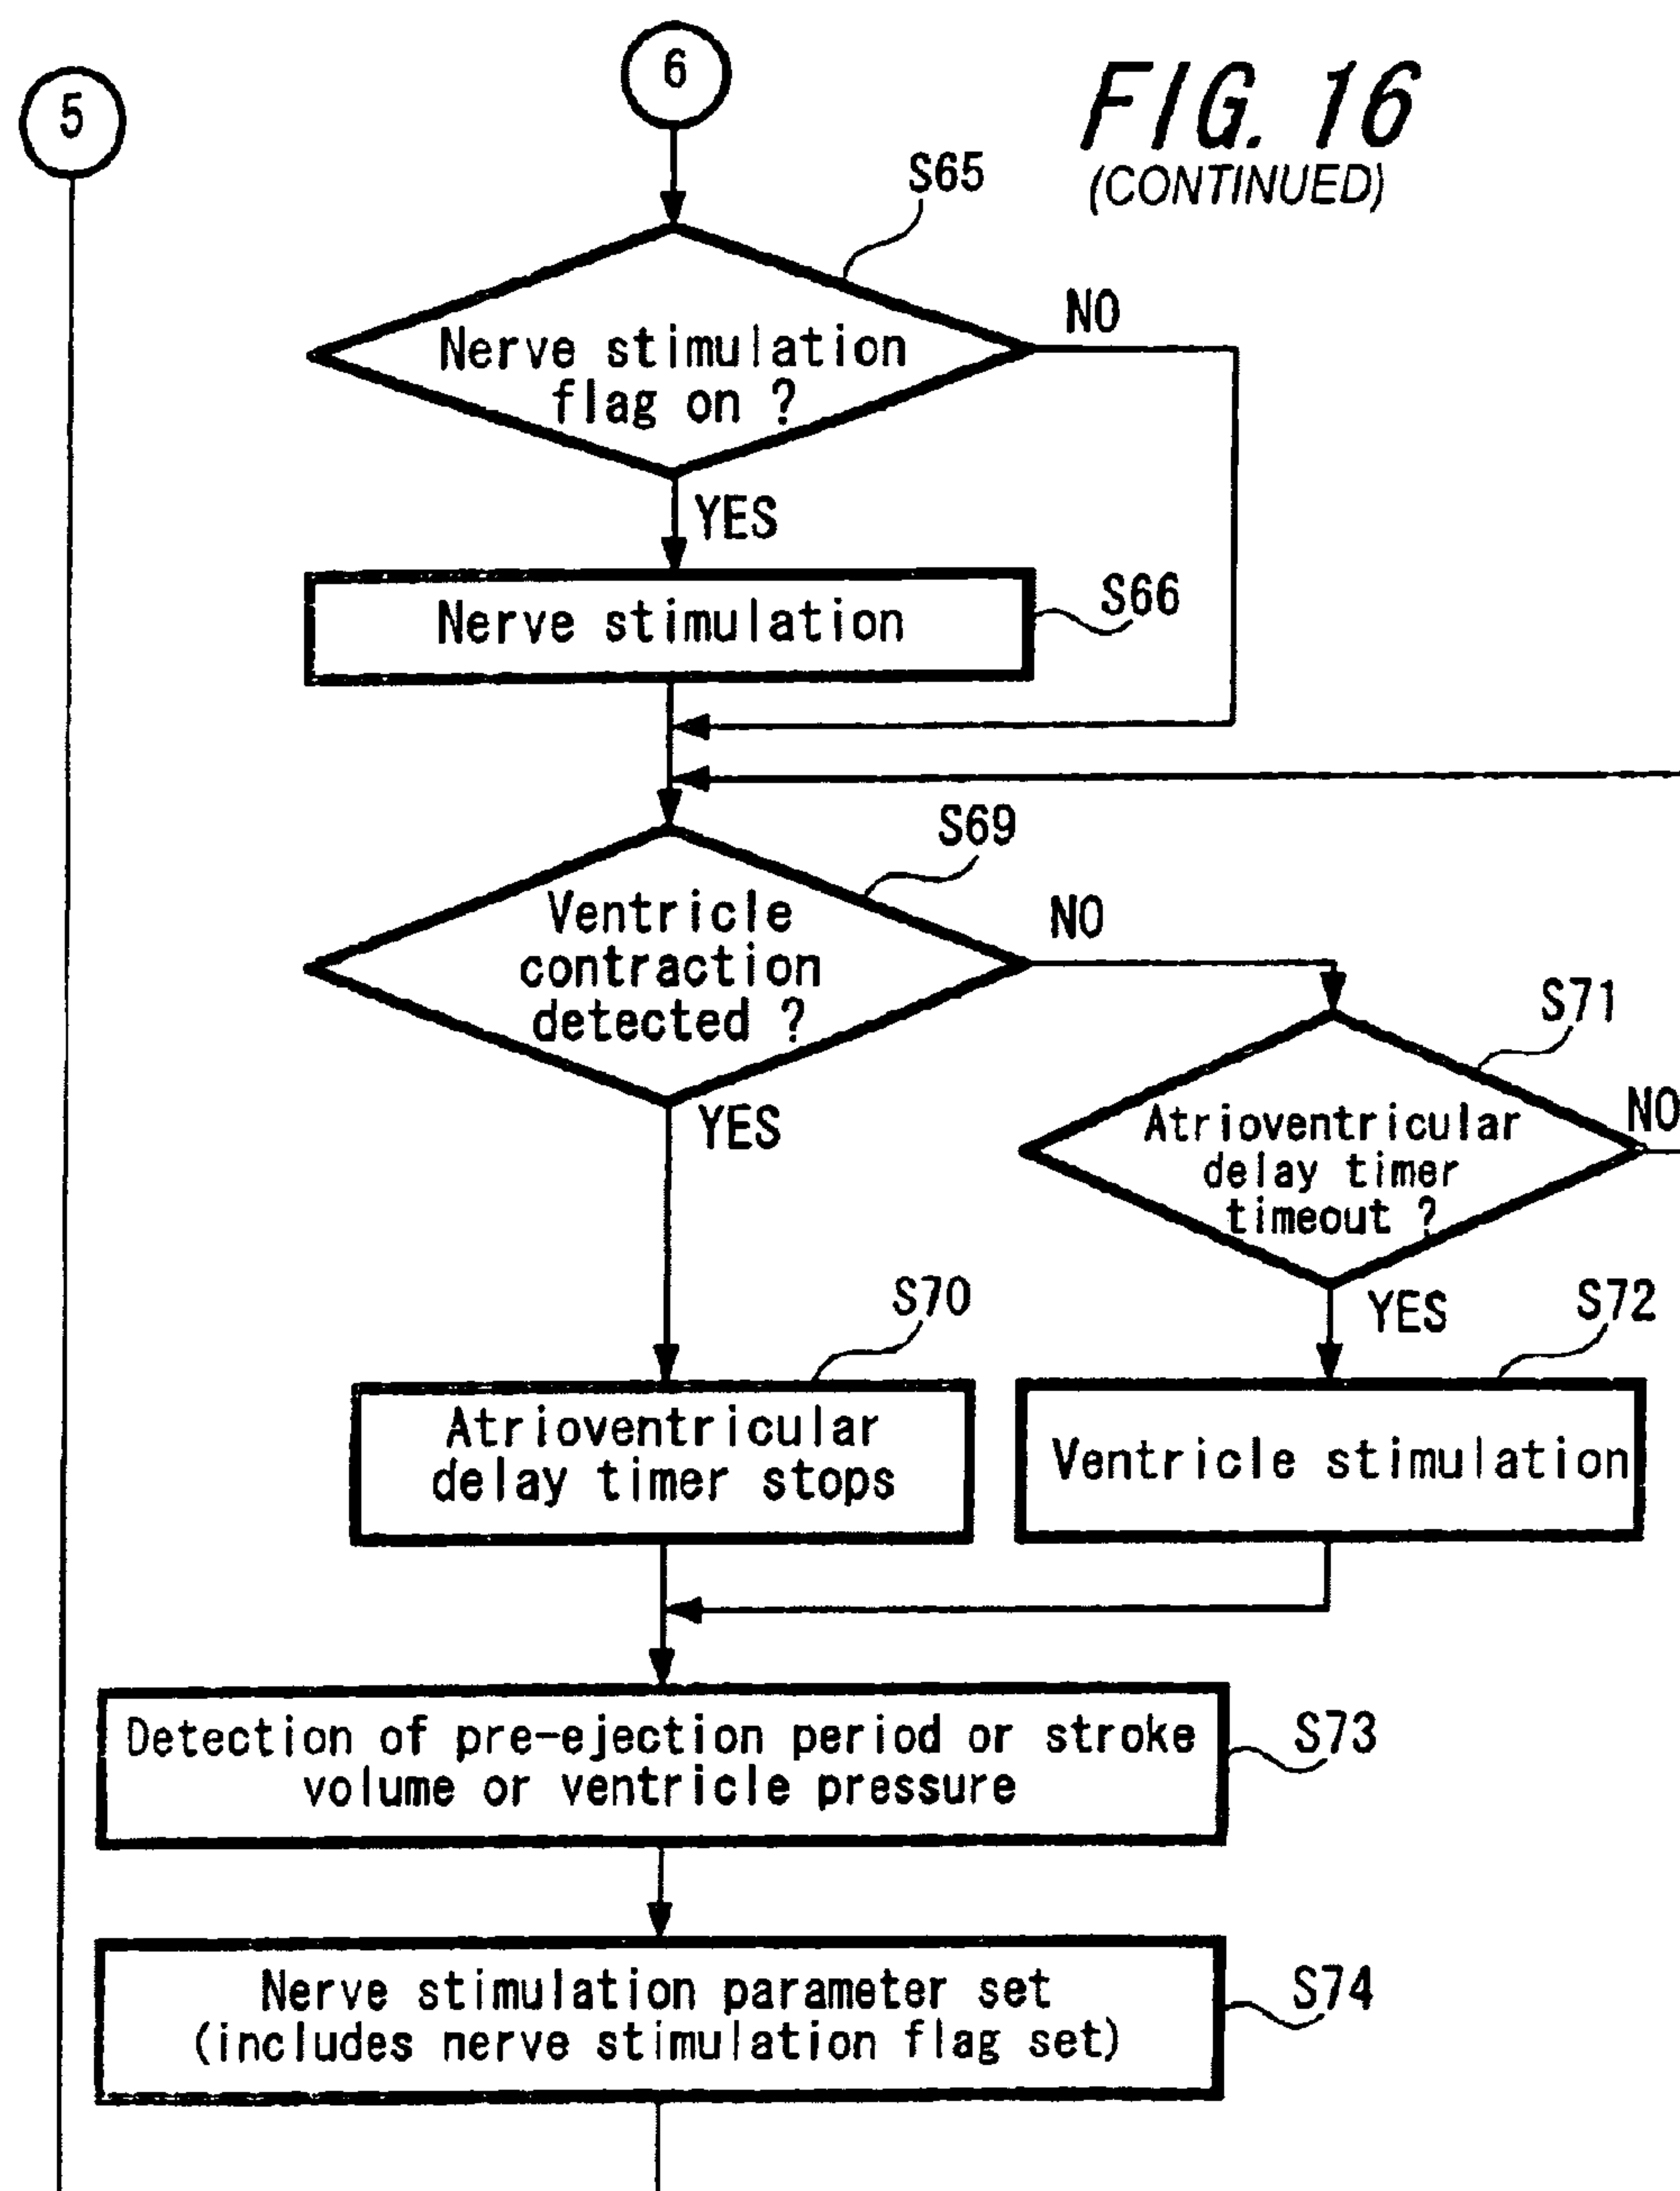 5
6
FIG. 16
(CONTINUED)
S65
Nerve stimulation
flag on ?
NO
YES
Nerve stimulation
S66
S69
Ventricle
contraction
detected ?
NO
YES
S71
Atrioventricular
delay timer
timeout ?
NO
YES
S70
Atrioventricular
delay timer stops
S72
Ventricle stimulation
Detection of pre-ejection period or stroke
volume or ventricle pressure
S73
Nerve stimulation parameter set
(includes nerve stimulation flag set)
S74